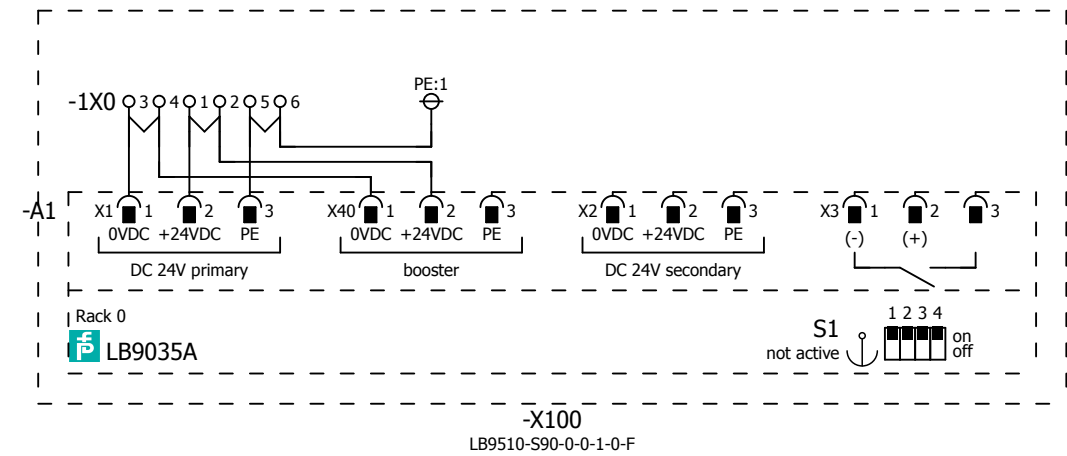 PE:1
-1X0 3 4 1 2 5 6
-A1
X1 1 2 3 X40 1 2 3 X2 1 2 3 X3 1 2 3
0VDC +24VDC PE 0VDC +24VDC PE 0VDC +24VDC PE (-) (+)
DC 24V primary booster DC 24V secondary
Rack 0
LB9035A
S1
not active
1 2 3 4
on
off
-X100
LB9510-S90-0-0-1-0-F